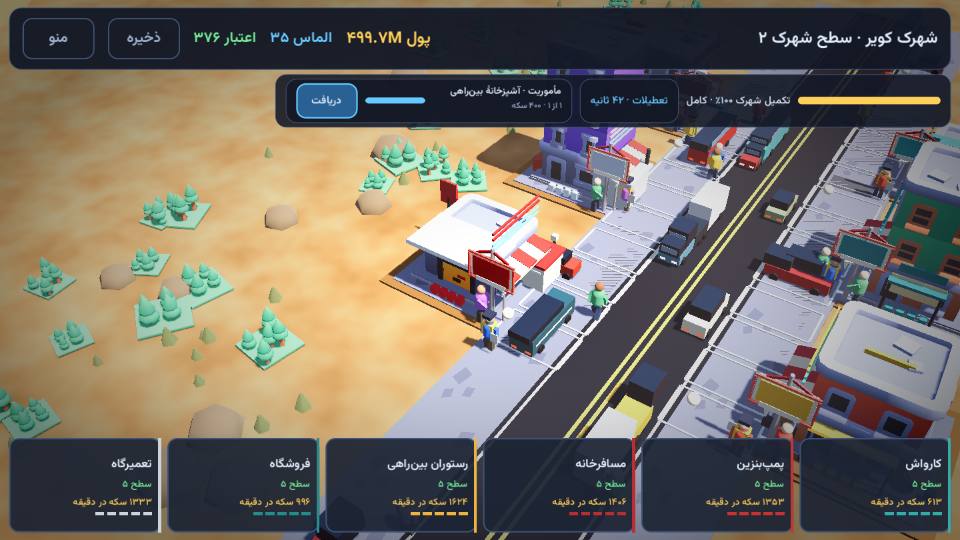 شهرک کویر · سطح شهرک ۲
پول ۴۹۹.۷M
الماس ۳۵
اعتبار ۳۷۶
ذخیره
منو
تکمیل شهرک ۱۰۰٪ · کامل
تعطیلات · ۴۲ ثانیه
مأموریت · آشپزخانهٔ بین‌راهی
۱ از ۱ · ۴۰۰ سکه
دریافت
کارواش
سطح ۵
۶۱۳ سکه در دقیقه
پمپ‌بنزین
سطح ۵
۱۳۵۳ سکه در دقیقه
مسافرخانه
سطح ۵
۱۴۰۶ سکه در دقیقه
رستوران بین‌راهی
سطح ۵
۱۶۲۴ سکه در دقیقه
فروشگاه
سطح ۵
۹۹۶ سکه در دقیقه
تعمیرگاه
سطح ۵
۱۳۳۳ سکه در دقیقه